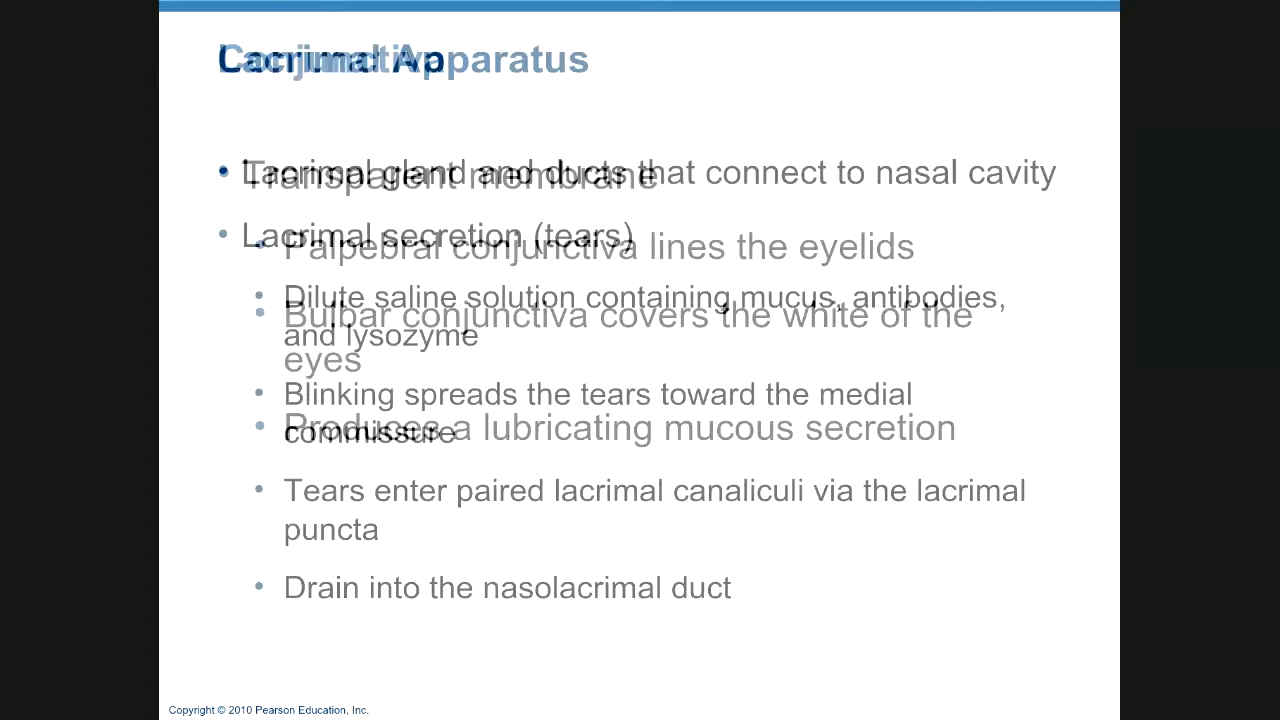 Conjunctiva
Lacrimal Apparatus
• Transparent membrane
• Palpebral conjunctiva lines the eyelids
• Bulbar conjunctiva covers the white of the
eyes
• Produces a lubricating mucous secretion
• Lacrimal gland and ducts that connect to nasal cavity
• Lacrimal secretion (tears)
• Dilute saline solution containing mucus, antibodies,
and lysozyme
• Blinking spreads the tears toward the medial
commissure
• Tears enter paired lacrimal canaliculi via the lacrimal
puncta
• Drain into the nasolacrimal duct
Copyright © 2010 Pearson Education, Inc.